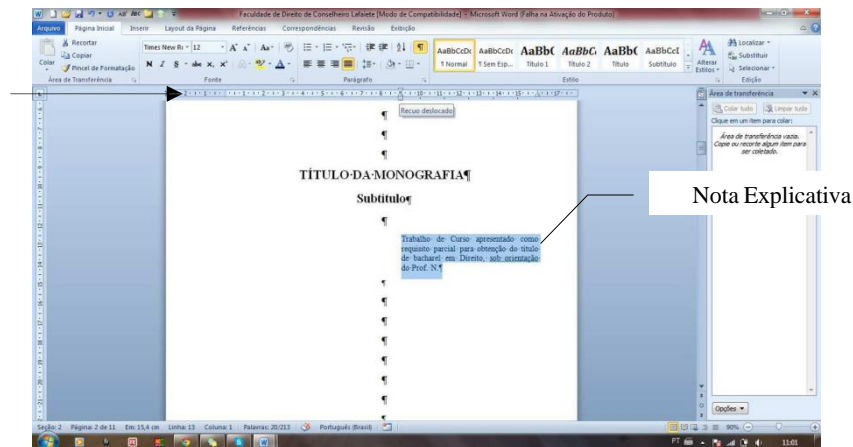 Faculdade de Direito de Conselheiro Lafaiete [Modo de Compatibilidade] - Microsoft Word (Falha na Ativação do Produto)
Arquivo Página Inicial Inserir Layout da Página Referências Correspondências Revisão Exibição
Colar
Recortar
Copiar
Pincel de Formatação
Área de Transferência
Times New R 12
N I S abc x, x²
Fonte
Parágrafo
AaBbCcDc AaBbCcDc AaBbC AaBbC AaBbC AaBbCcI
¶ Normal ¶ Sem Esp... Título 1 Título 2 Título Subtítulo
Alterar Estilos
Estilo
Localizar
Substituir
Selecionar
Edição
Recuo deslocado
¶
¶
¶
TÍTULO·DA·MONOGRAFIA¶
Subtítulo¶
¶
Trabalho de Curso apresentado como
requisito parcial para obtenção do título
de bacharel em Direito, sob orientação
do Prof. N.¶
¶
¶
¶
¶
¶
¶
¶
¶
Nota Explicativa
Área de transferência
Colar tudo Limpar tudo
Clique em um item para colar:
Área de transferência vazia.
Copie ou recorte algum item para
ser coletado.
Opções
Seção: 2 Página: 2 de 11 Em: 15,4 cm Linha: 13 Coluna: 1 Palavras: 20/213 Português (Brasil) 90%
PT 11:01